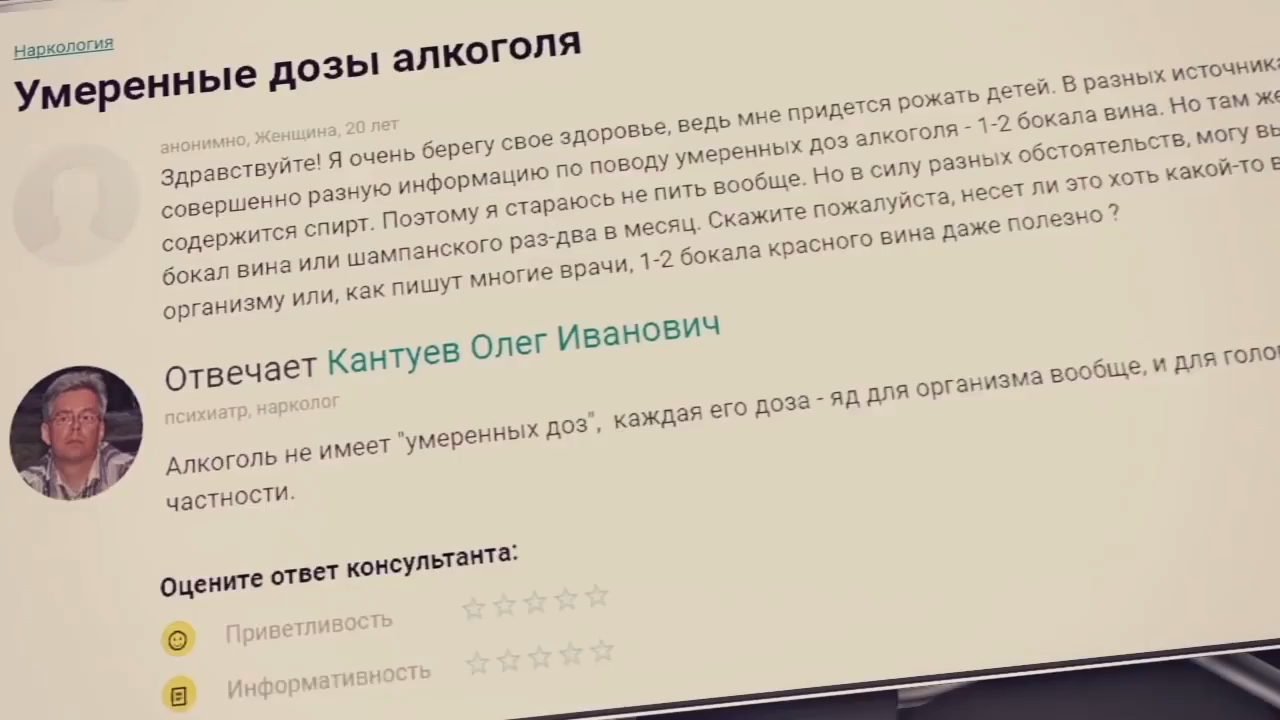 Наркология
Умеренные дозы алкоголя
анонимно, Женщина, 20 лет
Здравствуйте! Я очень берегу свое здоровье, ведь мне придется рожать детей. В разных
совершенно разную информацию по поводу умеренных доз алкоголя - 1-2 бокала вина. Но там же
содержится спирт. Поэтому я стараюсь не пить вообще. Но в силу разных обстоятельств, могу
бокал вина или шампанского раз-два в месяц. Скажите пожалуйста, несет ли это хоть какой-то
организму или, как пишут многие врачи, 1-2 бокала красного вина даже полезно ?
Отвечает Кантуев Олег Иванович
психиатр, нарколог
Алкоголь не имеет "умеренных доз", каждая его доза - яд для организма вообще, и для
частности.
Оцените ответ консультанта:
Приветливость
Информативность